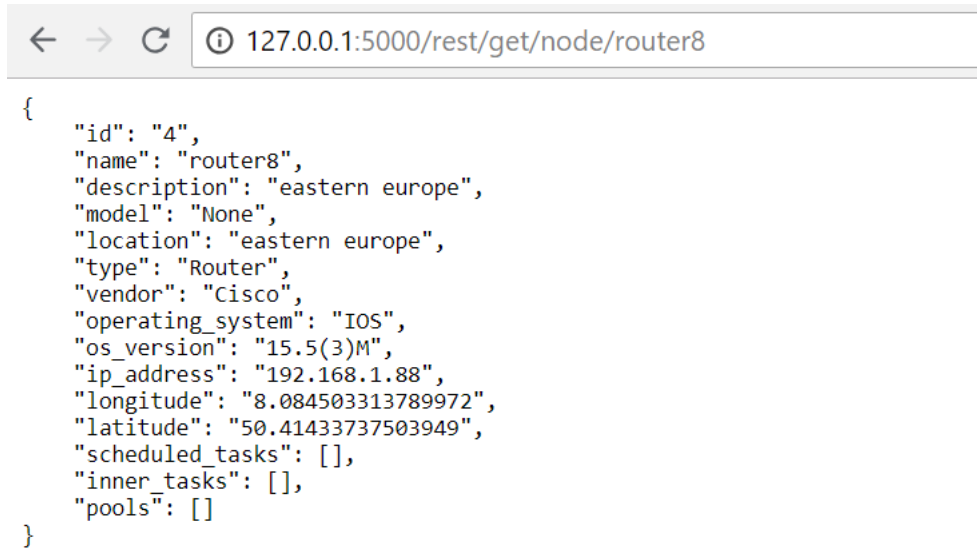 127.0.0.1:5000/rest/get/node/router8
{
    "id": "4",
    "name": "router8",
    "description": "eastern europe",
    "model": "None",
    "location": "eastern europe",
    "type": "Router",
    "vendor": "Cisco",
    "operating_system": "IOS",
    "os_version": "15.5(3)M",
    "ip_address": "192.168.1.88",
    "longitude": "8.084503313789972",
    "latitude": "50.41433737503949",
    "scheduled_tasks": [],
    "inner_tasks": [],
    "pools": []
}